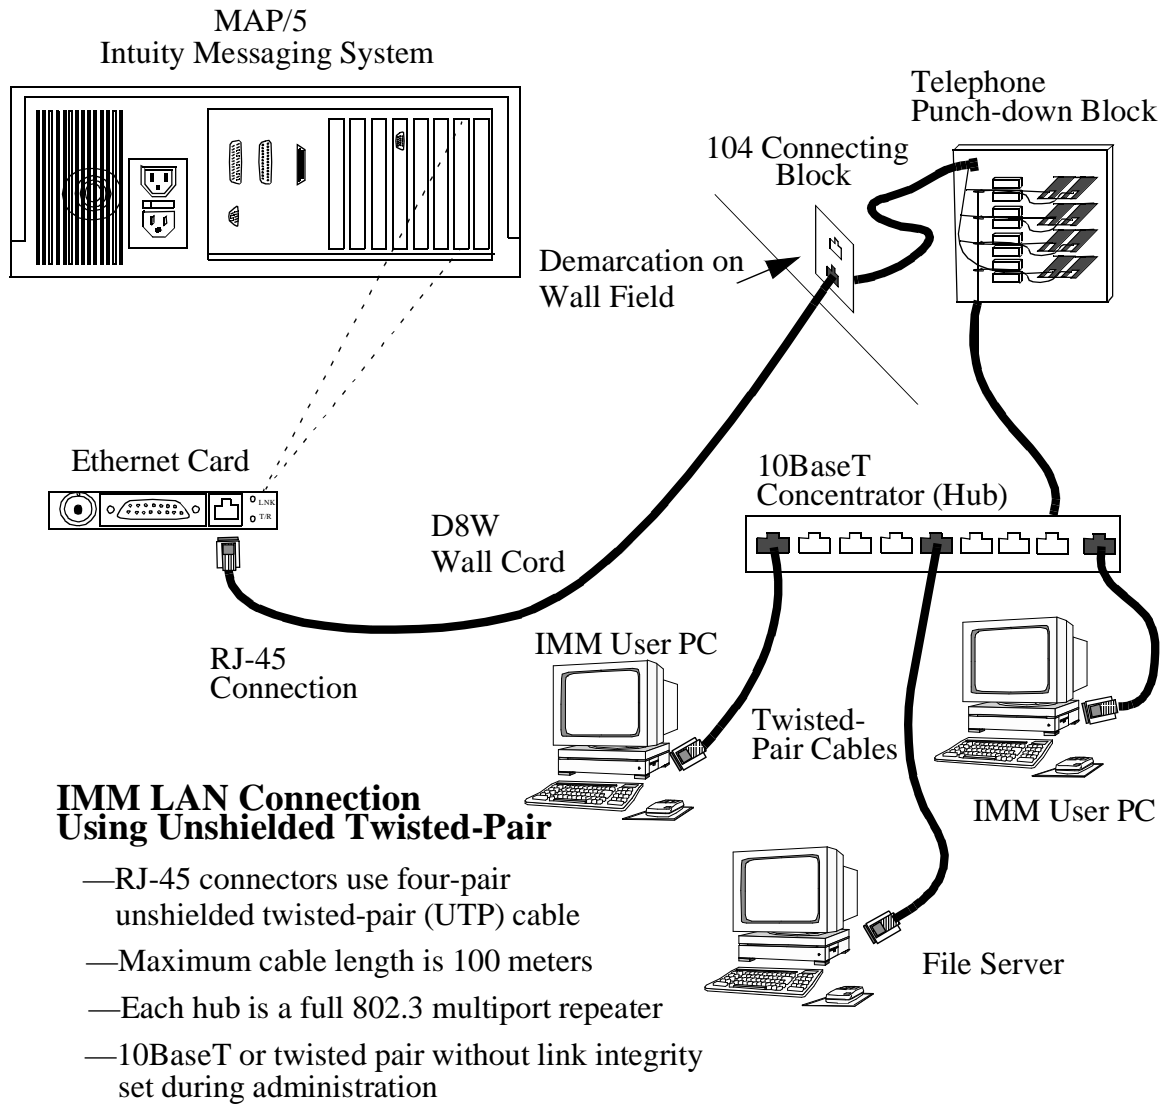 MAP/5
Intuity Messaging System
Telephone
Punch-down Block
104 Connecting
Block
Demarcation on
Wall Field
Ethernet Card
LNK
T/R
10BaseT
Concentrator (Hub)
D8W
Wall Cord
RJ-45
Connection
IMM User PC
Twisted-
Pair Cables
IMM User PC
IMM LAN Connection
Using Unshielded Twisted-Pair
—RJ-45 connectors use four-pair
unshielded twisted-pair (UTP) cable
—Maximum cable length is 100 meters
File Server
—Each hub is a full 802.3 multiport repeater
—10BaseT or twisted pair without link integrity
set during administration